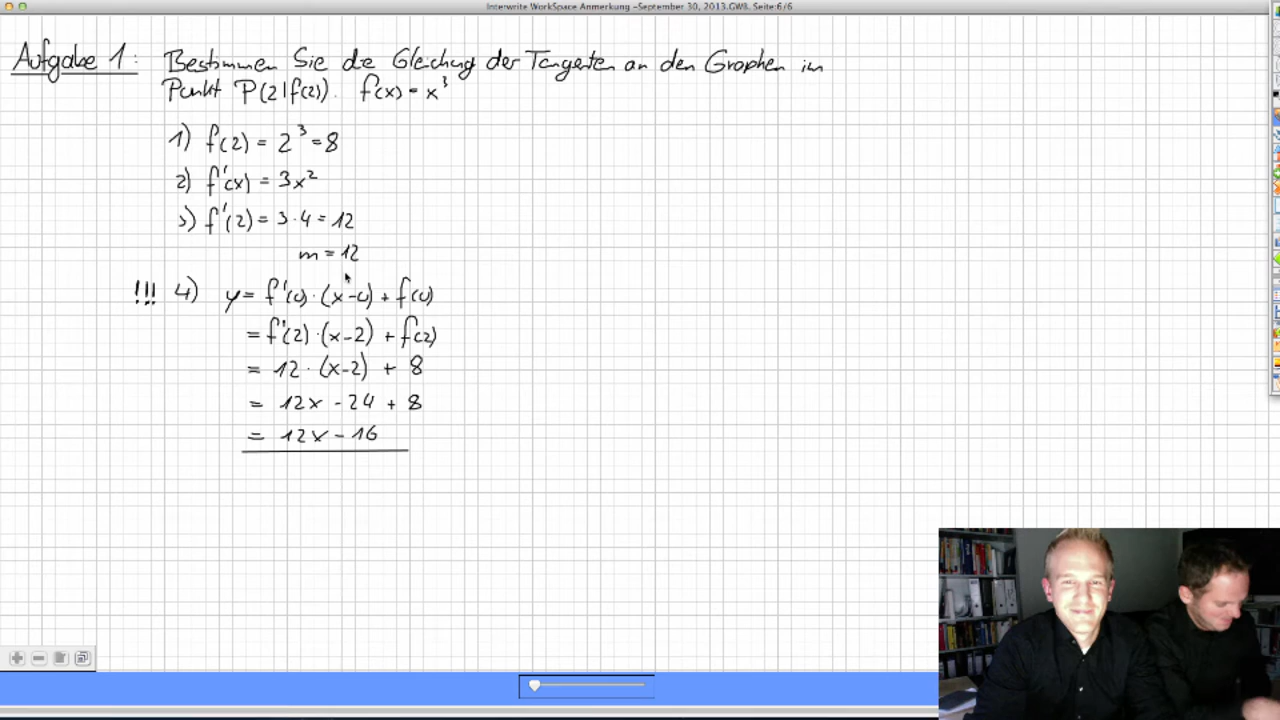 Interwrite WorkSpace Anmerkung -September 30, 2013.GWB. Seite:6/6
Aufgabe 1: Bestimmen Sie die Gleichung der Tangenten an den Graphen im
Punkt P(2|f(2)). f(x) = x³
1) f(2) = 2³ = 8
2) f'(x) = 3x²
3) f'(2) = 3·4 = 12
m = 12
!!! 4) y = f'(u)·(x-u) + f(u)
= f'(2)·(x-2) + f(2)
= 12·(x-2) + 8
= 12x - 24 + 8
= 12x - 16